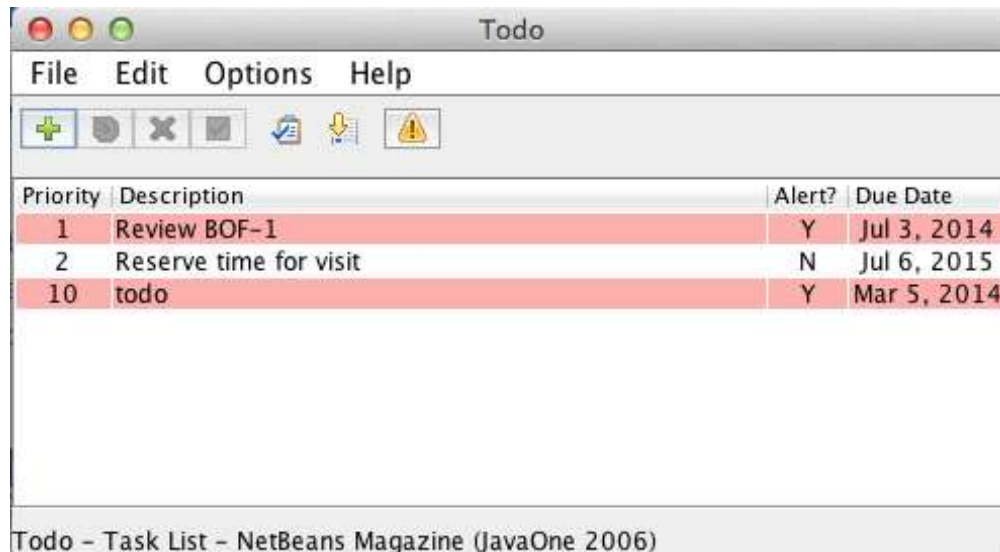 Todo
File Edit Options Help
Priority Description Alert? Due Date
1 Review BOF-1 Y Jul 3, 2014
2 Reserve time for visit N Jul 6, 2015
10 todo Y Mar 5, 2014
Todo - Task List - NetBeans Magazine (JavaOne 2006)